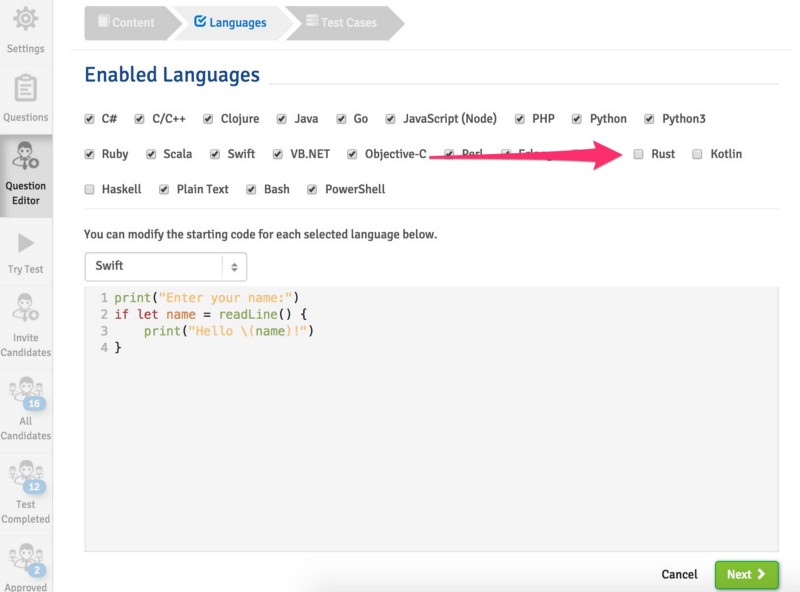 Content
Languages
Test Cases
Settings
Questions
Question
Editor
Try Test
Invite
Candidates
16
All
Candidates
12
Test
Completed
2
Approved
Enabled Languages
C# C/C++ Clojure Java Go JavaScript (Node) PHP Python Python3
Ruby Scala Swift VB.NET Objective-C Perl Rust Kotlin
Haskell Plain Text Bash PowerShell
You can modify the starting code for each selected language below.
Swift
1 print("Enter your name:")
2 if let name = readLine() {
3     print("Hello \(name)!")
4 }
Cancel
Next